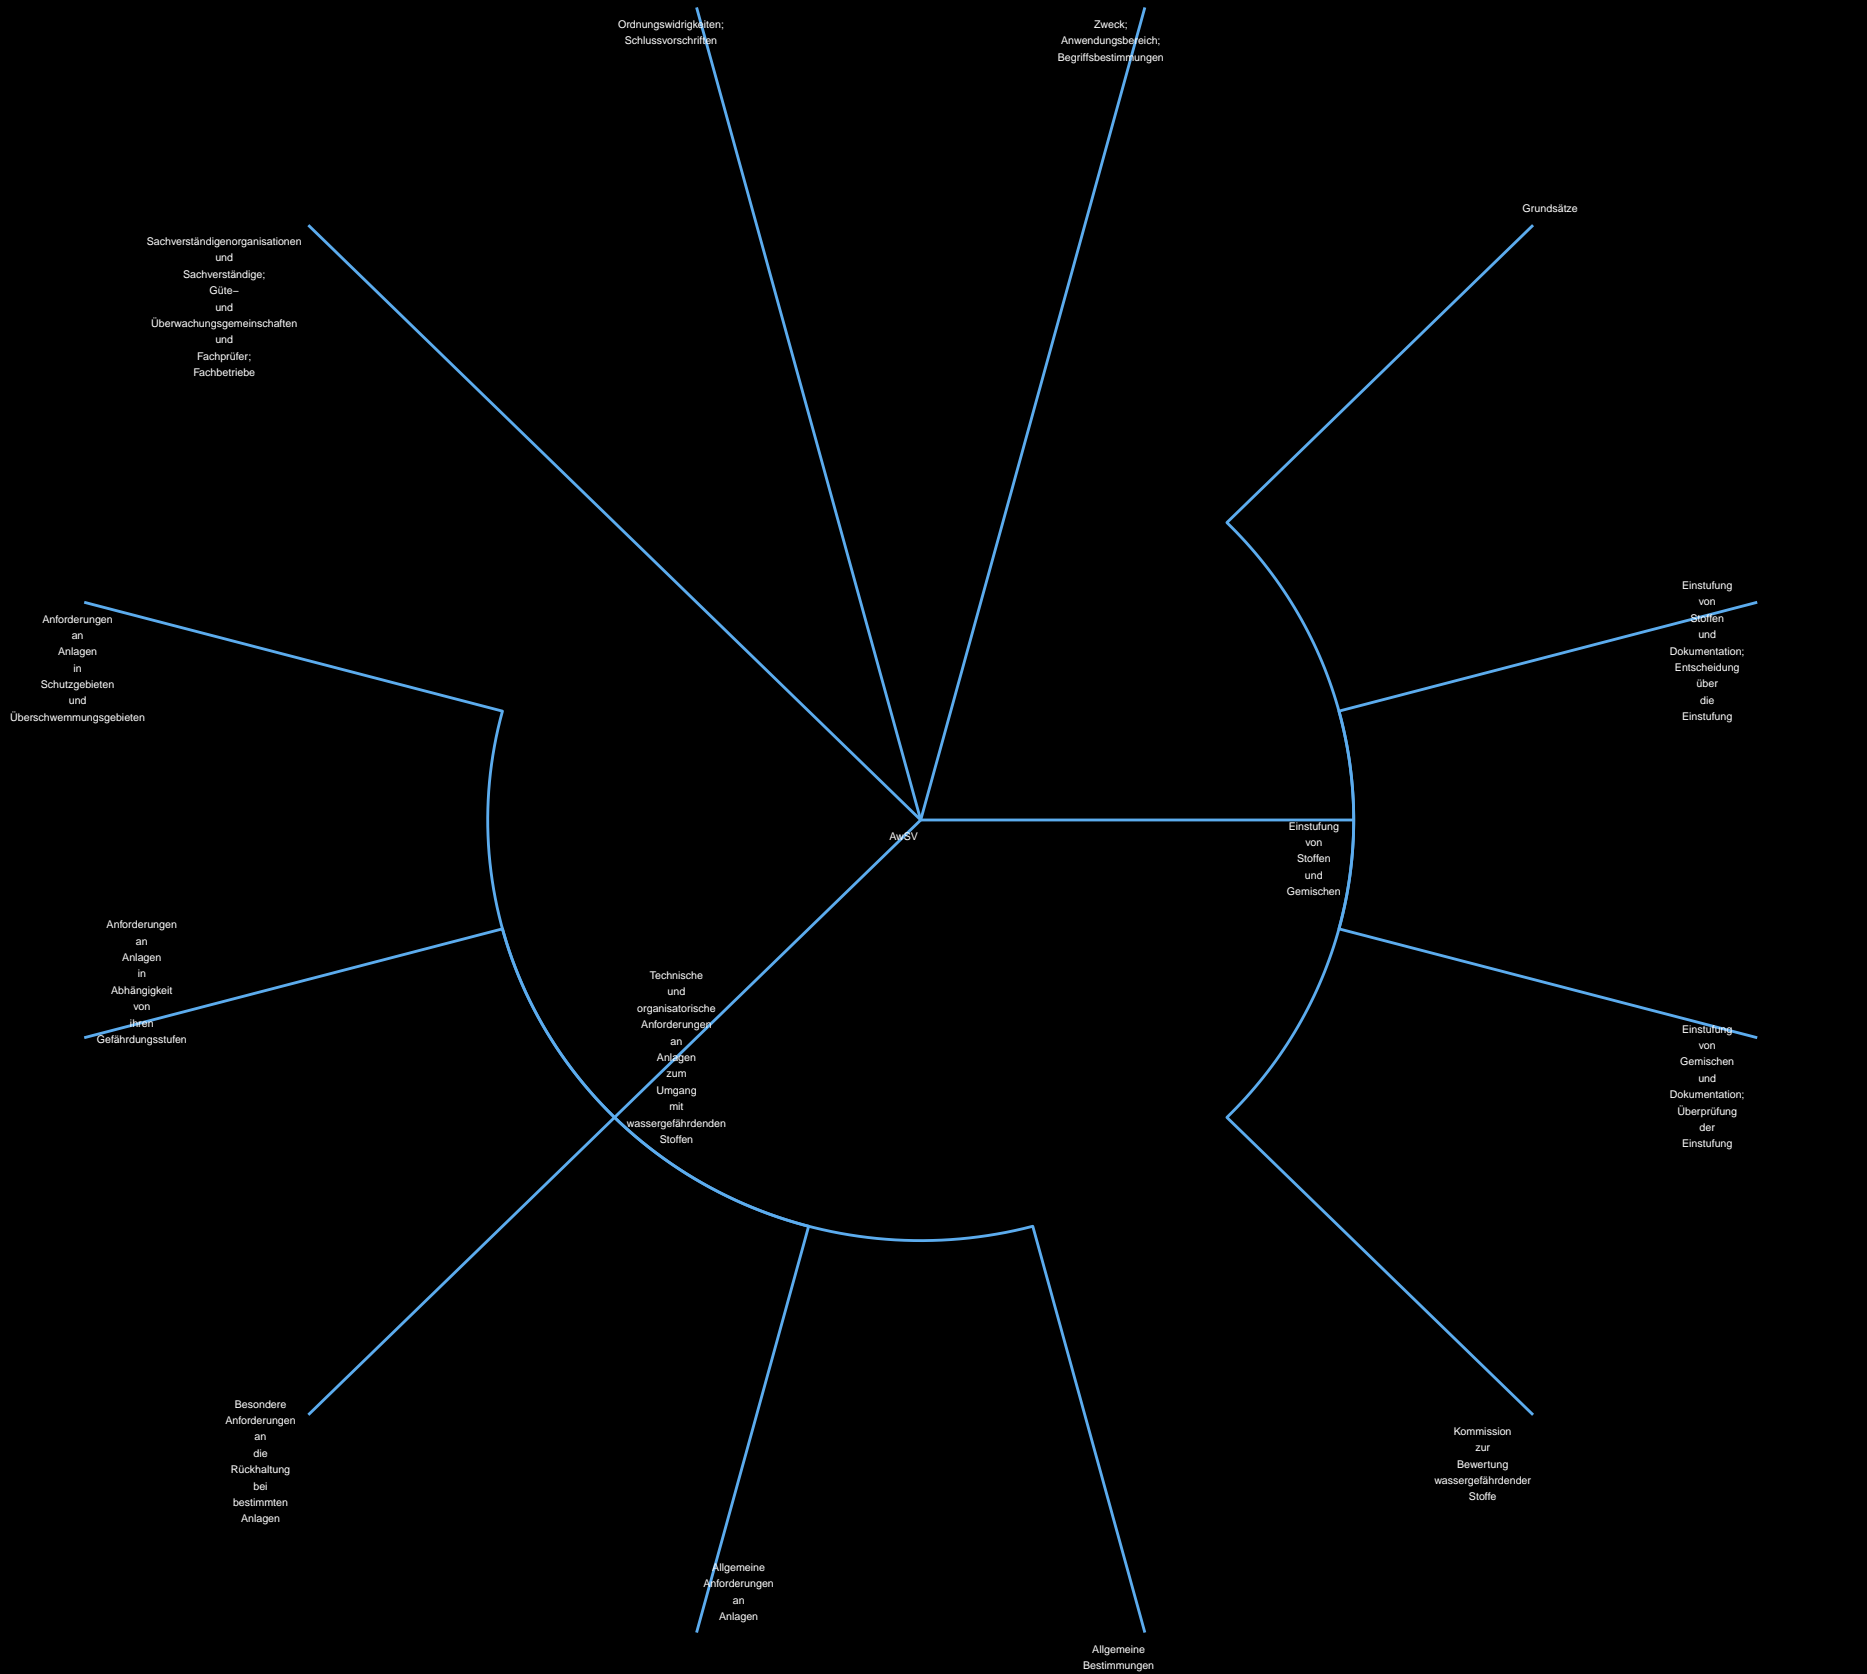 Ordnungswidrigkeiten;
Schlussvorschriften
Zweck;
Anwendungsbereich;
Begriffsbestimmungen
Grundsätze
Sachverständigenorganisationen
und
Sachverständige;
Güte–
und
Überwachungsgemeinschaften
und
Fachprüfer;
Fachbetriebe
Einstufung
von
Stoffen
und
Dokumentation;
Entscheidung
über
die
Einstufung
Anforderungen
an
Anlagen
in
Schutzgebieten
und
Überschwemmungsgebieten
AwSV
Einstufung
von
Stoffen
und
Gemischen
Anforderungen
an
Anlagen
in
Abhängigkeit
von
ihren
Gefährdungsstufen
Technische
und
organisatorische
Anforderungen
an
Anlagen
zum
Umgang
mit
wassergefährdenden
Stoffen
Einstufung
von
Gemischen
und
Dokumentation;
Überprüfung
der
Einstufung
Besondere
Anforderungen
an
die
Rückhaltung
bei
bestimmten
Anlagen
Kommission
zur
Bewertung
wassergefährdender
Stoffe
Allgemeine
Anforderungen
an
Anlagen
Allgemeine
Bestimmungen